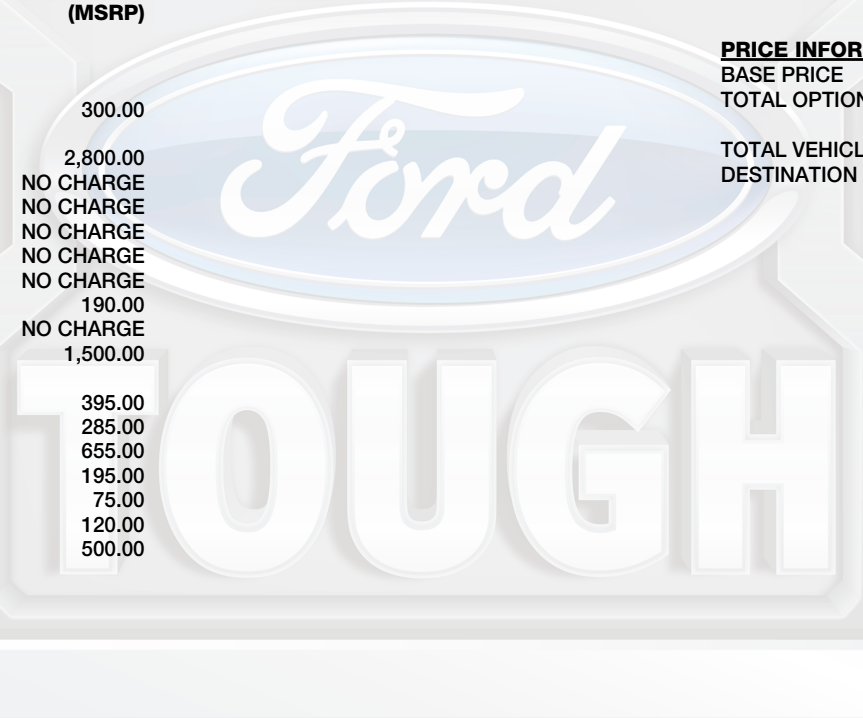 (MSRP)
300.00
2,800.00
NO CHARGE
NO CHARGE
NO CHARGE
NO CHARGE
NO CHARGE
190.00
NO CHARGE
1,500.00
395.00
285.00
655.00
195.00
75.00
120.00
500.00
PRICE INFOR
BASE PRICE
TOTAL OPTION
TOTAL VEHICL
DESTINATION
Ford
TOUGH